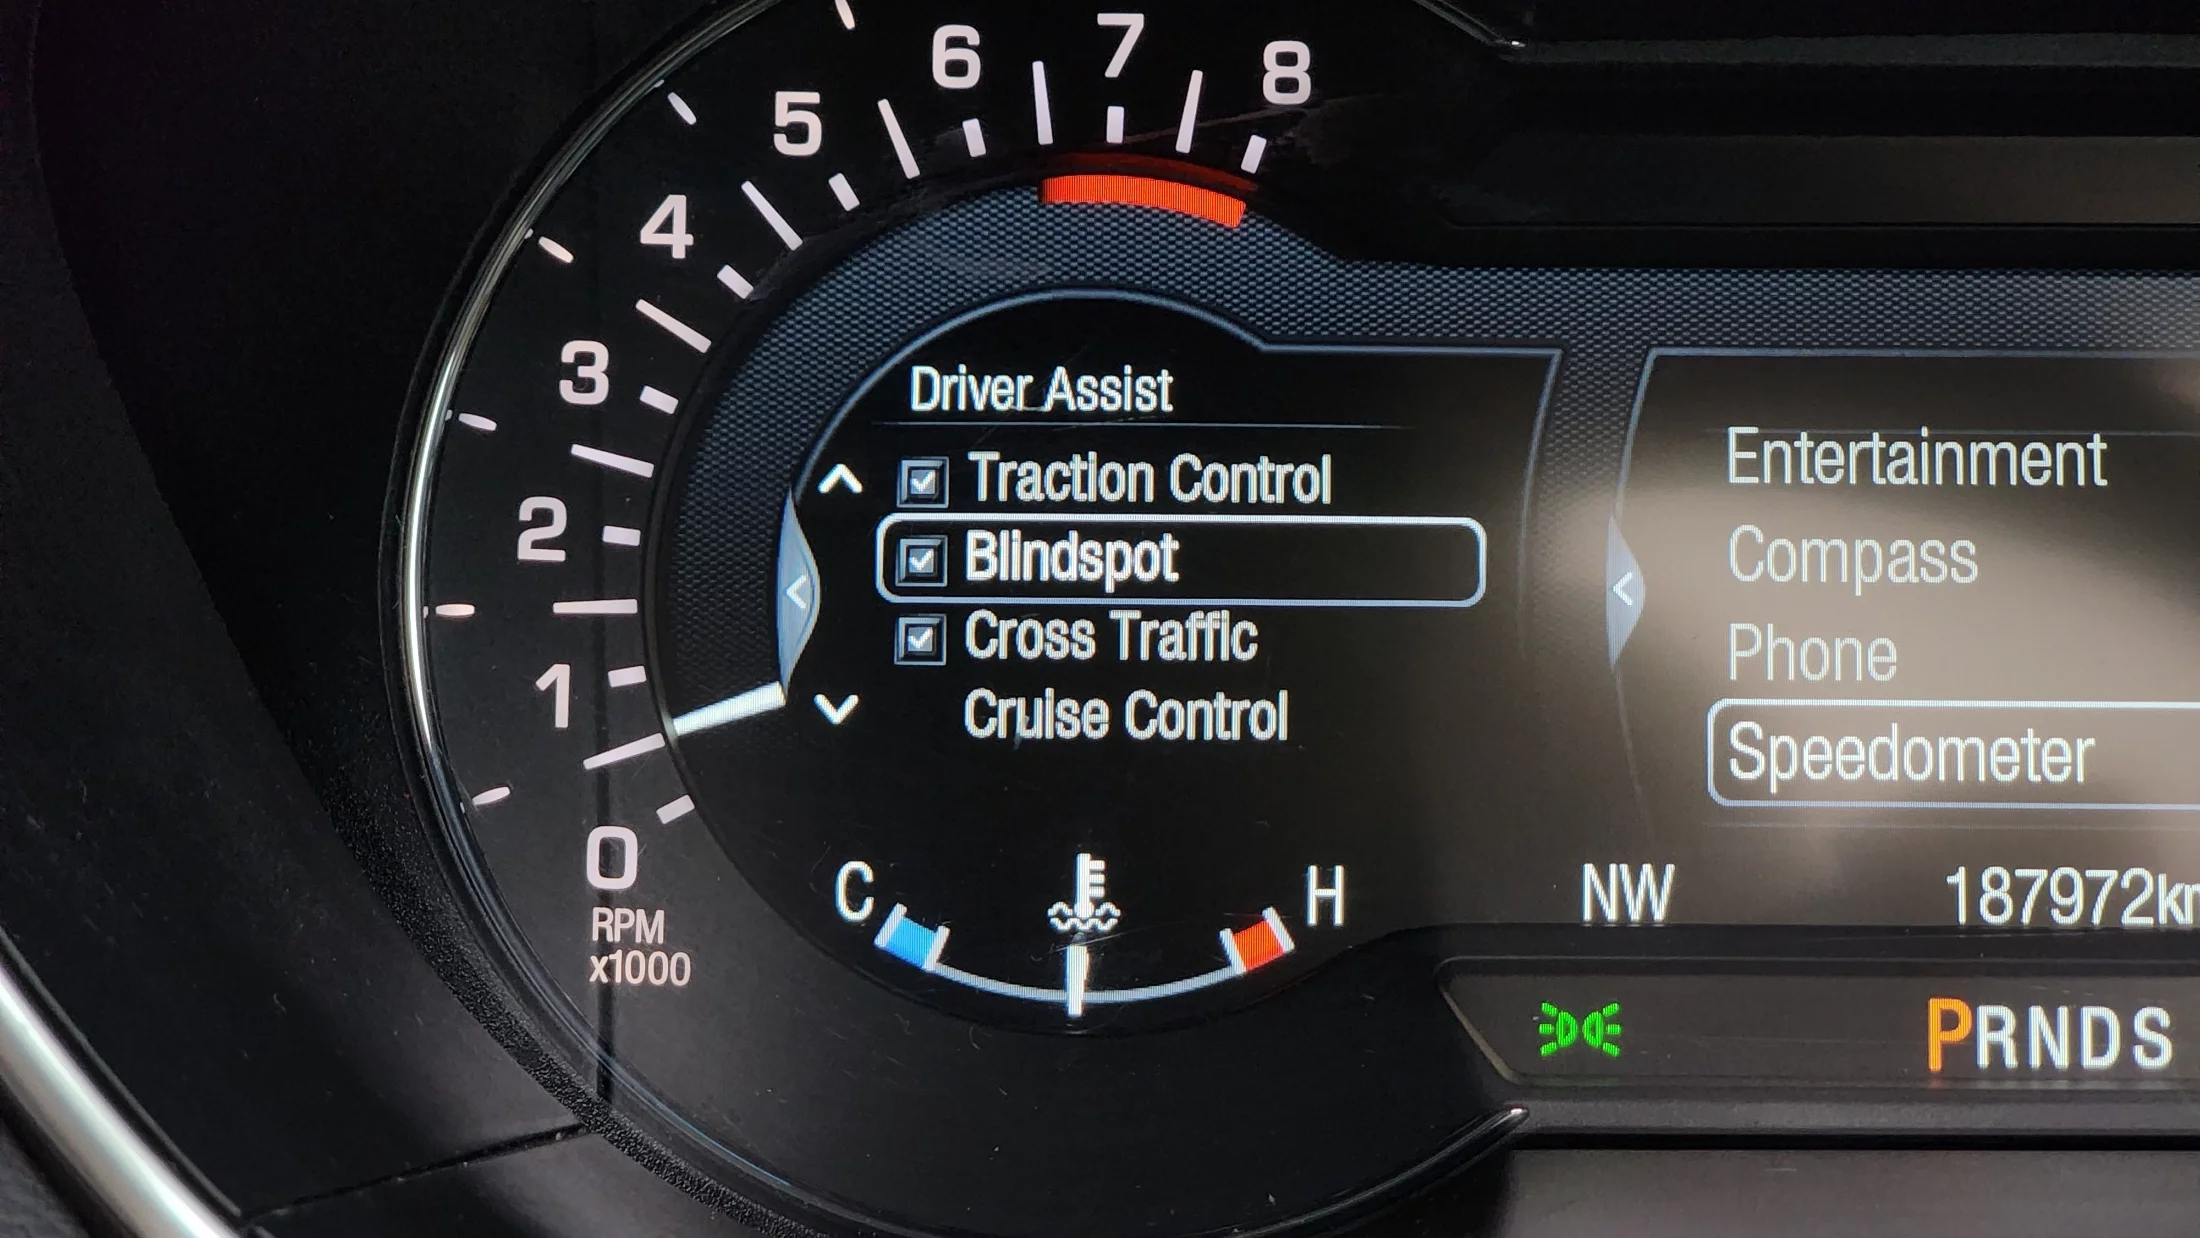 8
7
6
5
4
3
2
1
0
RPM
x1000
Driver Assist
Traction Control
Blindspot
Cross Traffic
Cruise Control
C
H
Entertainment
Compass
Phone
Speedometer
NW 187972km
PRNDS